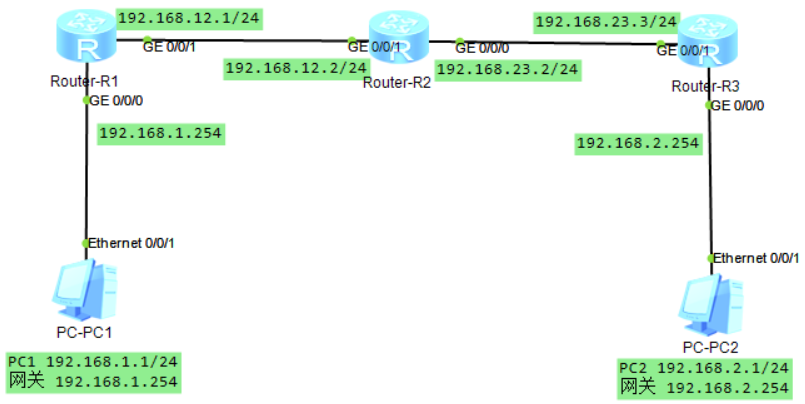 192.168.12.1/24
192.168.23.3/24
R
GE 0/0/1
GE 0/0/1
R
GE 0/0/0
GE 0/0/1
R
192.168.12.2/24
192.168.23.2/24
Router-R1
Router-R2
Router-R3
GE 0/0/0
GE 0/0/0
192.168.1.254
192.168.2.254
Ethernet 0/0/1
Ethernet 0/0/1
PC-PC1
PC-PC2
PC1 192.168.1.1/24
网关 192.168.1.254
PC2 192.168.2.1/24
网关 192.168.2.254